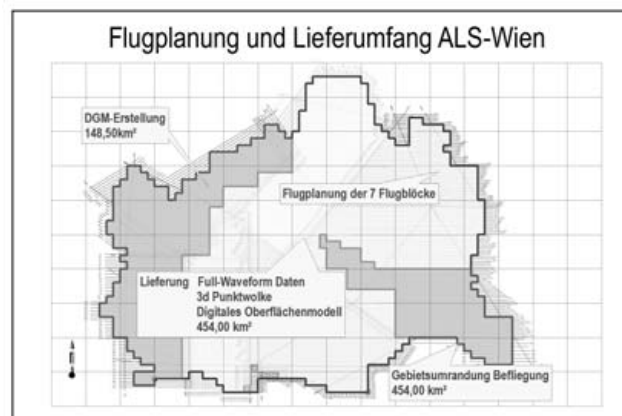 Flugplanung und Lieferumfang ALS-Wien
DGM-Erstellung
148,50km²
Flugplanung der 7 Flugblöcke
Lieferung Full-Waveform Daten
3d Punktwolke
Digitales Oberflächenmodell
454,00 km²
Gebietsumrandung Befliegung
454,00 km²